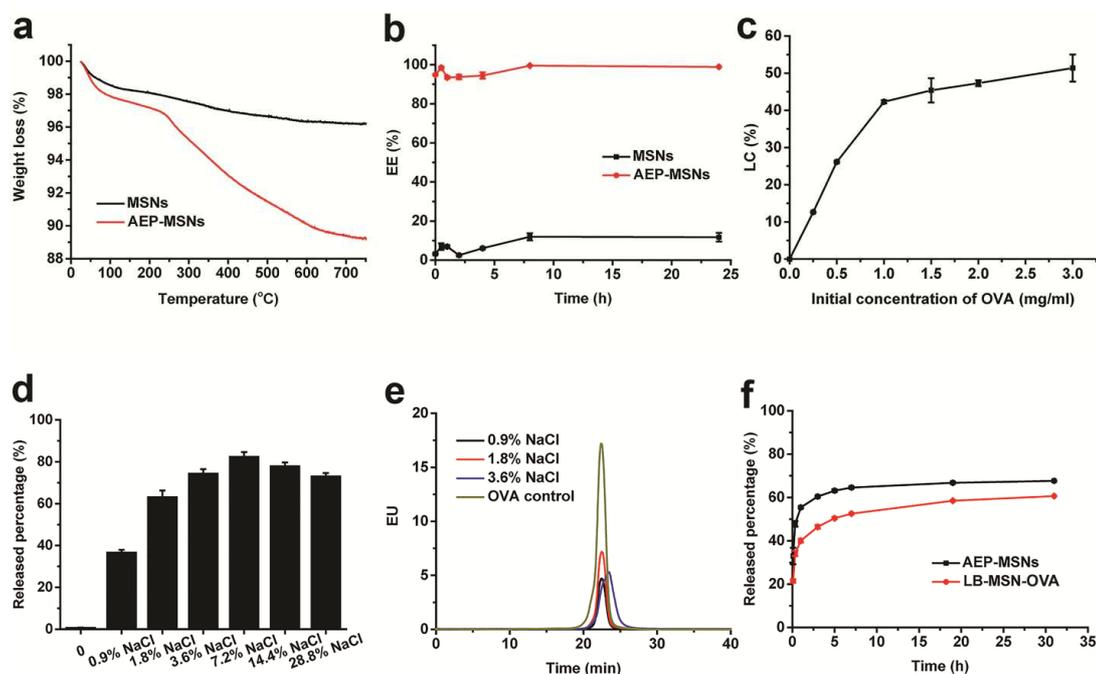 a
100
98
96
94
92
90
88
Weight loss (%)
MSNs
AEP-MSNs
0 100 200 300 400 500 600 700
Temperature (°C)
b
100
80
60
40
20
0
EE (%)
MSNs
AEP-MSNs
0 5 10 15 20 25
Time (h)
c
60
50
40
30
20
10
0
LC (%)
0.0 0.5 1.0 1.5 2.0 2.5 3.0
Initial concentration of OVA (mg/ml)
d
100
80
60
40
20
0
Released percentage (%)
0 0.9% NaCl 1.8% NaCl 3.6% NaCl 7.2% NaCl 14.4% NaCl 28.8% NaCl
e
20
15
10
5
0
EU
0.9% NaCl
1.8% NaCl
3.6% NaCl
OVA control
0 10 20 30 40
Time (min)
f
100
80
60
40
20
0
Released percentage (%)
AEP-MSNs
LB-MSN-OVA
0 5 10 15 20 25 30 35
Time (h)